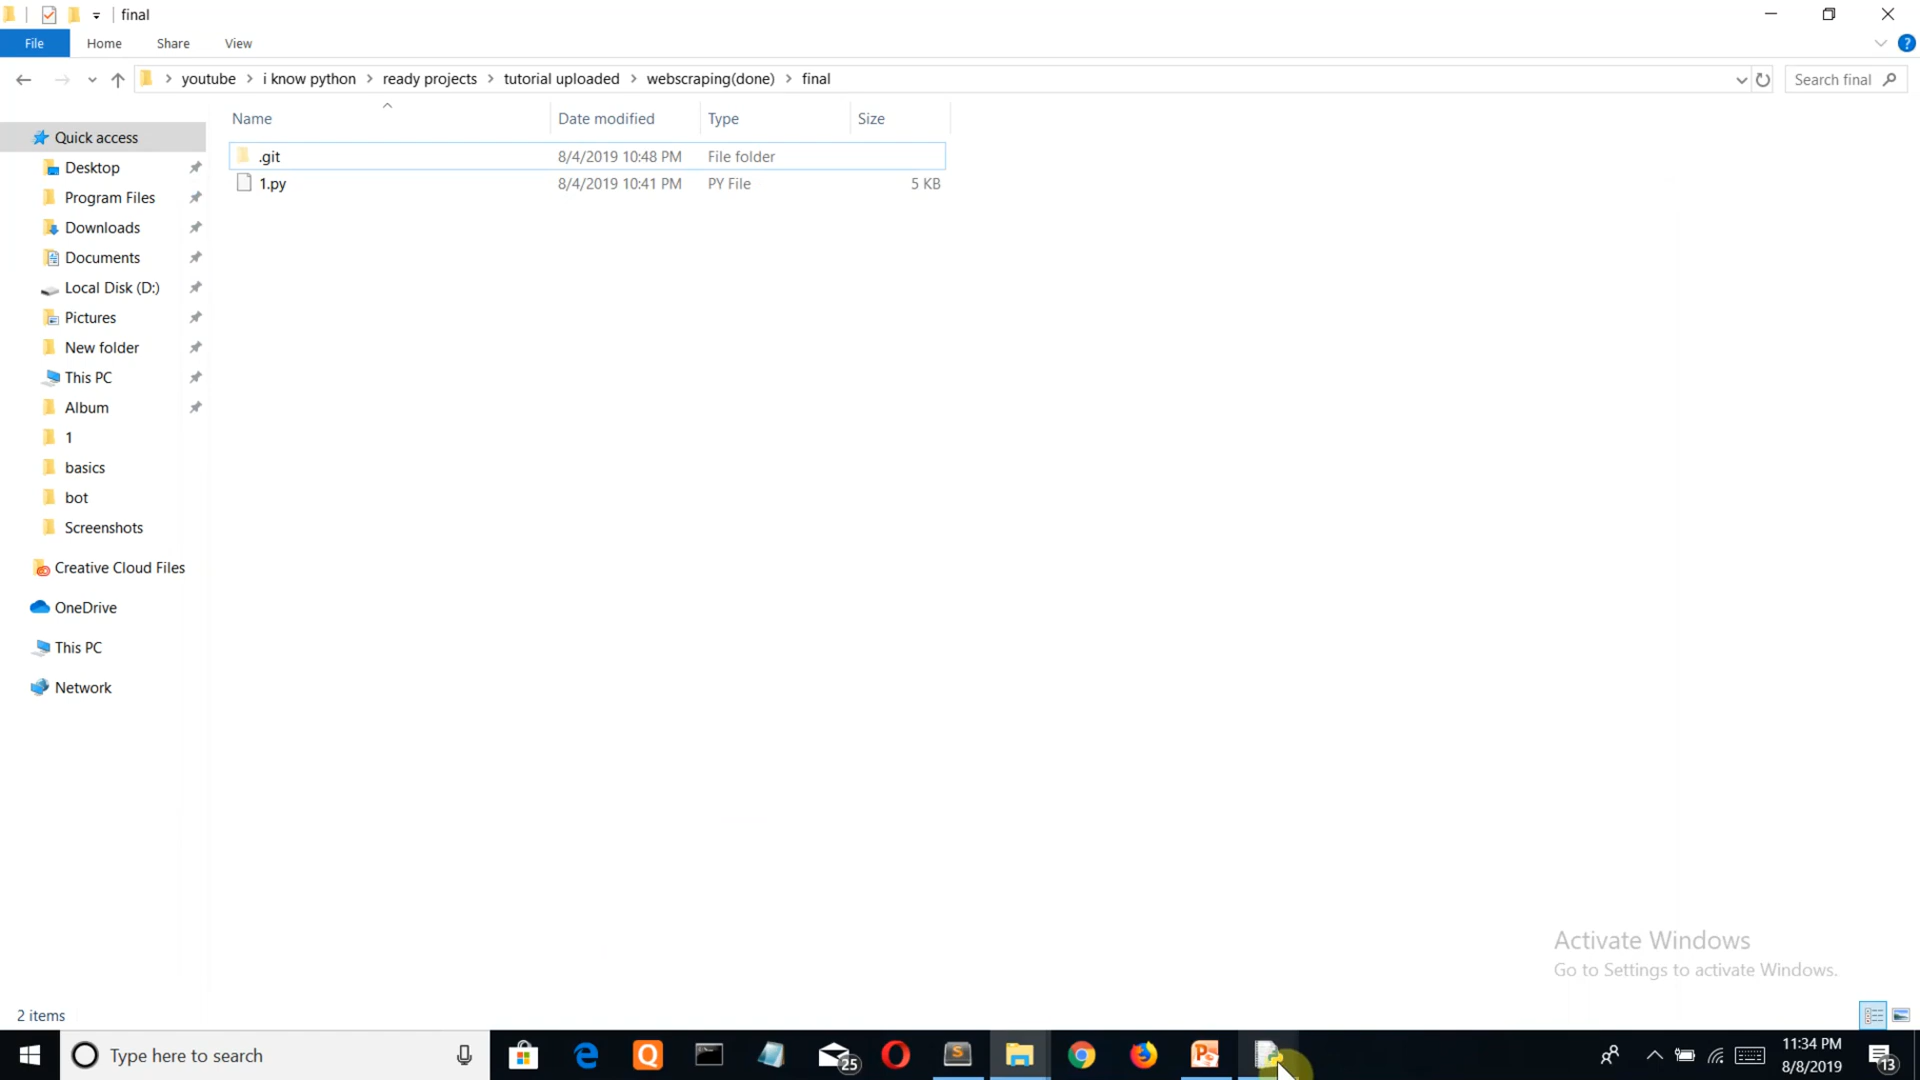 final
File Home Share View
youtube i know python ready projects tutorial uploaded webscraping(done) final Search final
Name Date modified Type Size
.git 8/4/2019 10:48 PM File folder
1.py 8/4/2019 10:41 PM PY File 5 KB
Quick access
Desktop
Program Files
Downloads
Documents
Local Disk (D:)
Pictures
New folder
This PC
Album
1
basics
bot
Screenshots
Creative Cloud Files
OneDrive
This PC
Network
Activate Windows
Go to Settings to activate Windows.
2 items
Type here to search 25 11:34 PM
8/8/2019 13